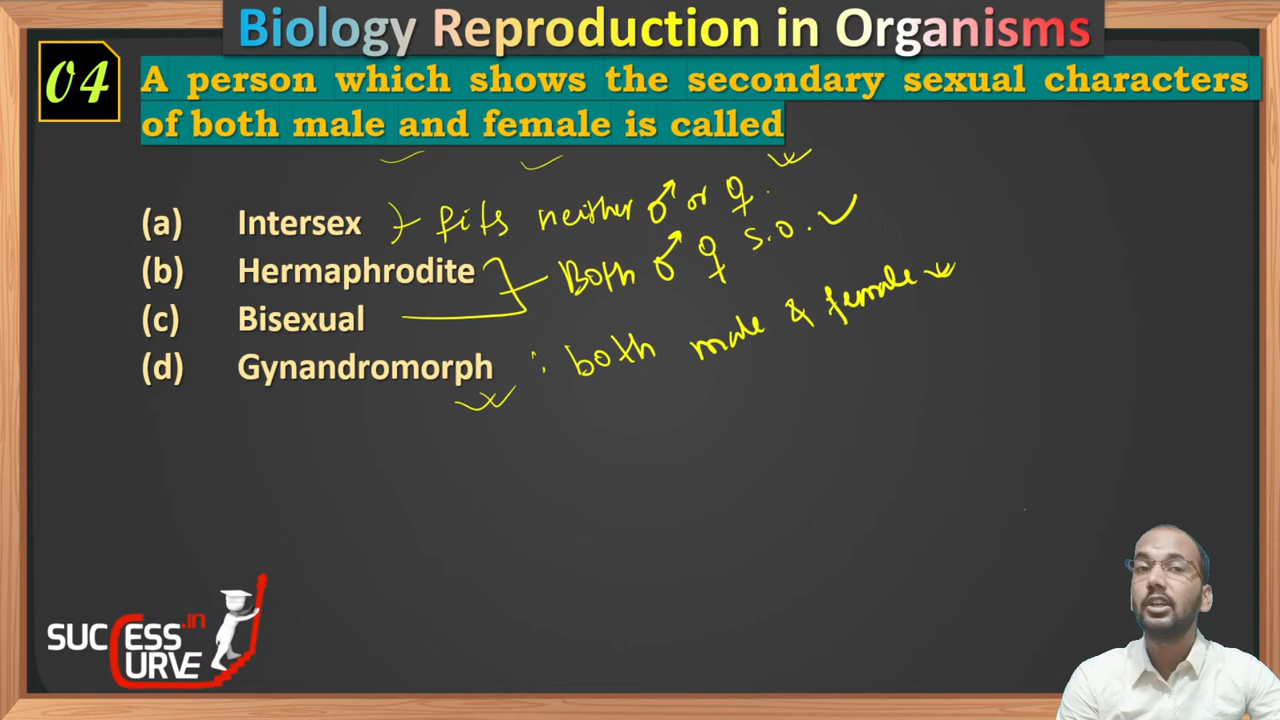 Biology Reproduction in Organisms
04
A person which shows the secondary sexual characters
of both male and female is called
(a) Intersex } fits neither ♂ or ♀.
(b) Hermaphrodite } Both ♂ ♀ S.O.
(c) Bisexual
(d) Gynandromorph : both male & female
SUCCESS CURVE.in